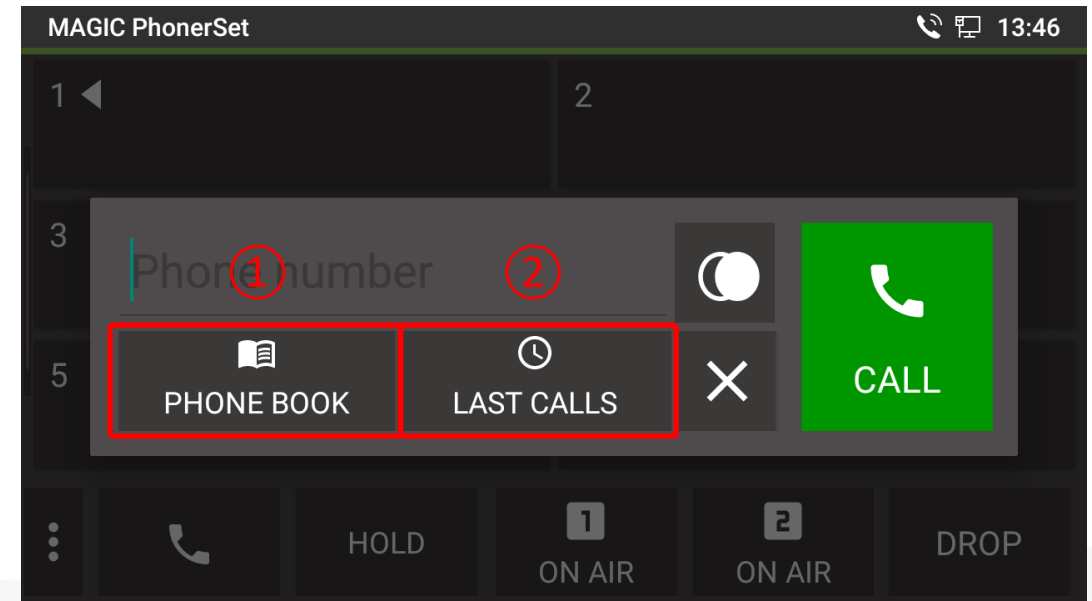 MAGIC PhonerSet 13:46
1 2
3
Phone number
① ②
PHONE BOOK LAST CALLS
CALL
5
HOLD
1
ON AIR
2
ON AIR
DROP